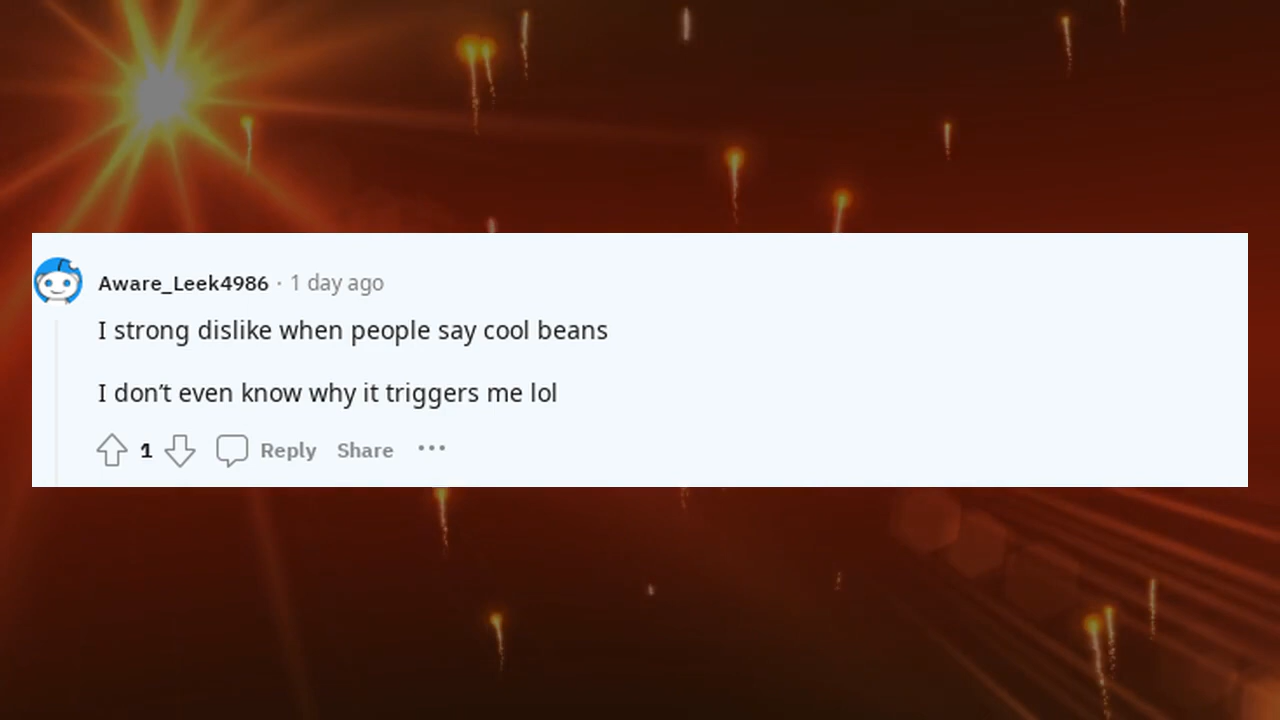 Aware_Leek4986 · 1 day ago
I strong dislike when people say cool beans
I don’t even know why it triggers me lol
1 Reply Share ···